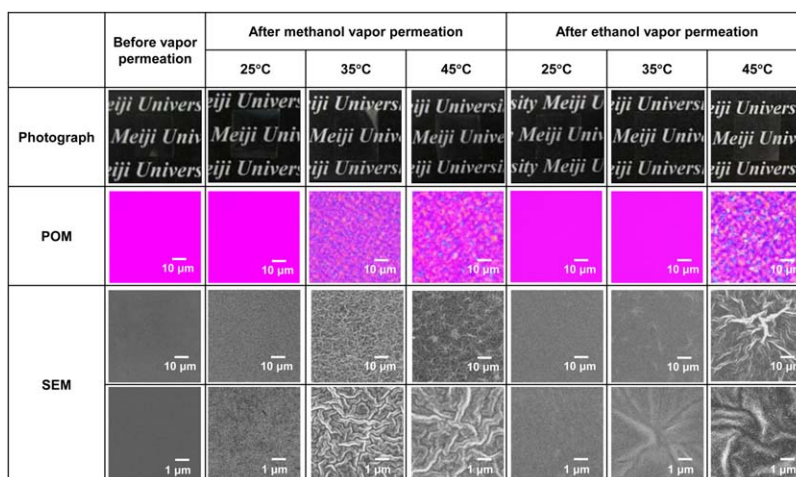 Before vapor
permeation
After methanol vapor permeation
After ethanol vapor permeation
25°C
35°C
45°C
25°C
35°C
45°C
Photograph
eiji Univers
Meiji Univ
eiji Univers
eiji Univers
Meiji Uni
eiji Univers
iji Universi
Meiji Univ
iji Universi
iji Universi
Meiji Univ
iji Universi
sity Meiji U
Meiji Uni
sity Meiji U
eiji Univers
Meiji Uni
eiji Univers
eiji Univers
Meiji Univ
eiji Univers
POM
10 µm
10 µm
10 µm
10 µm
10 µm
10 µm
10 µm
SEM
10 µm
10 µm
10 µm
10 µm
10 µm
10 µm
10 µm
1 µm
1 µm
1 µm
1 µm
1 µm
1 µm
1 µm